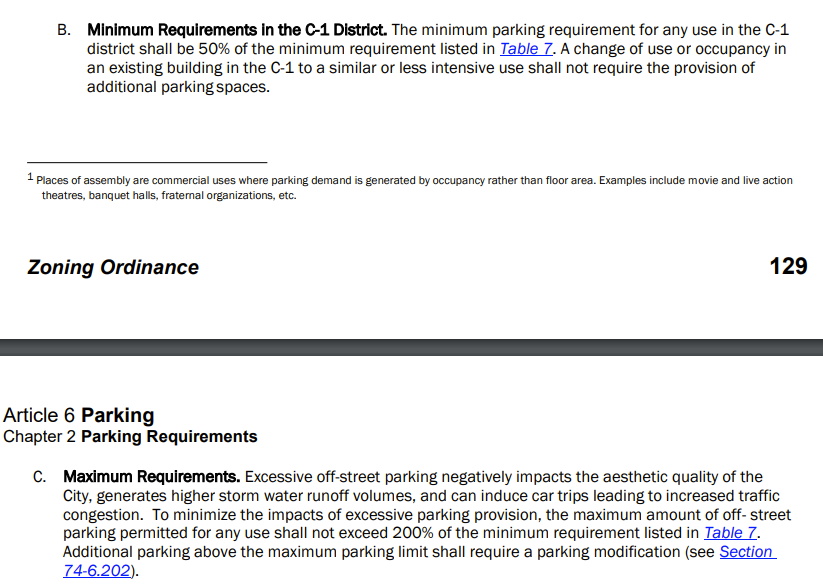 B. Minimum Requirements in the C-1 District. The minimum parking requirement for any use in the C-1
district shall be 50% of the minimum requirement listed in Table 7. A change of use or occupancy in
an existing building in the C-1 to a similar or less intensive use shall not require the provision of
additional parking spaces.
1 Places of assembly are commercial uses where parking demand is generated by occupancy rather than floor area. Examples include movie and live action
theatres, banquet halls, fraternal organizations, etc.
Zoning Ordinance 129
Article 6 Parking
Chapter 2 Parking Requirements
C. Maximum Requirements. Excessive off-street parking negatively impacts the aesthetic quality of the
City, generates higher storm water runoff volumes, and can induce car trips leading to increased traffic
congestion. To minimize the impacts of excessive parking provision, the maximum amount of off- street
parking permitted for any use shall not exceed 200% of the minimum requirement listed in Table 7.
Additional parking above the maximum parking limit shall require a parking modification (see Section
74-6.202).